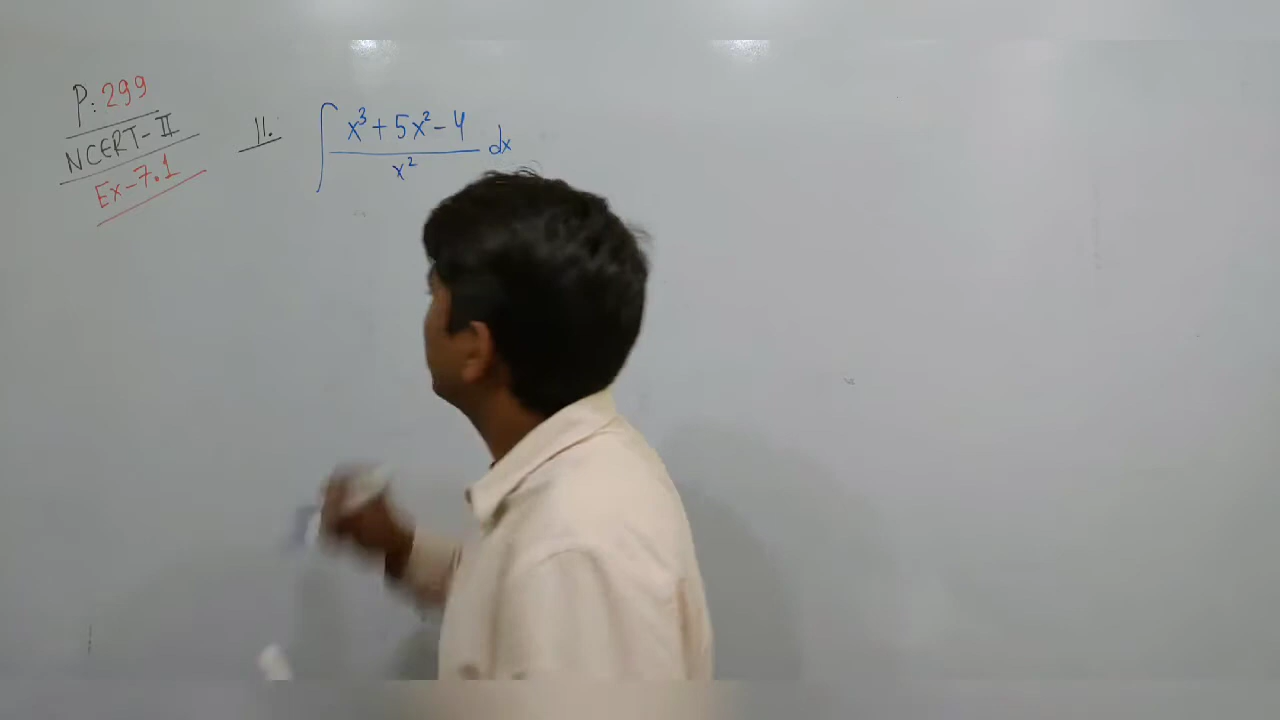 P: 299
NCERT-II
Ex-7.1
11. ∫ (x³ + 5x² - 4)/x² dx